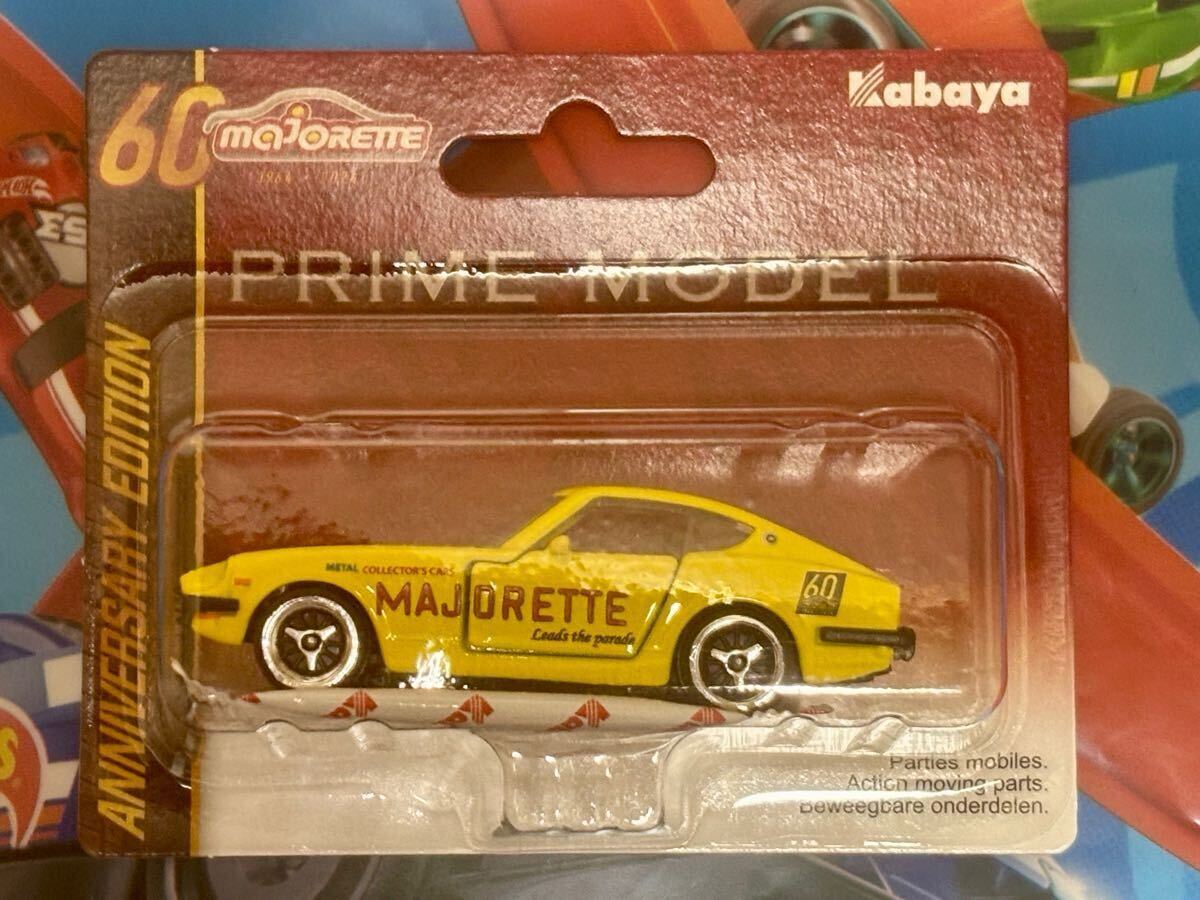 60
MAJORETTE
1964 2024
Kabaya
PRIME MODEL
ANNIVERSARY EDITION
METAL COLLECTOR'S CARS
MAJORETTE
Leads the parade
60
Parties mobiles.
Action moving parts.
Beweegbare onderdelen.